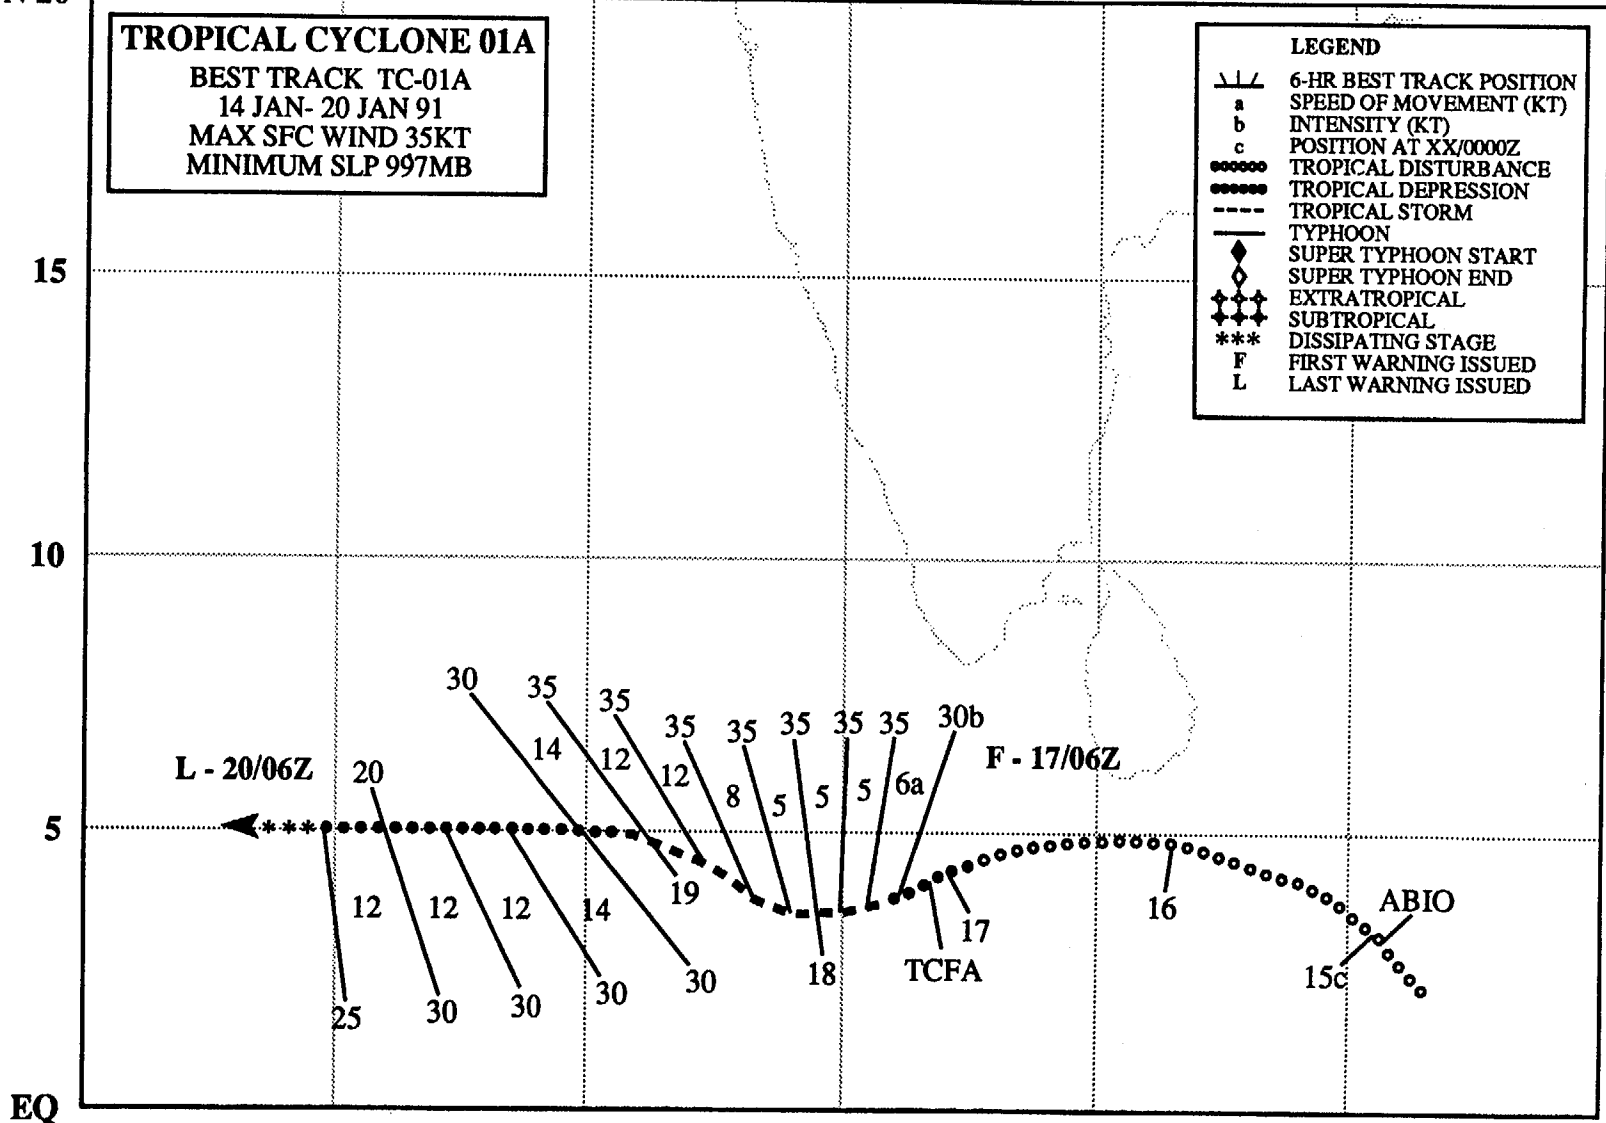 TROPICAL CYCLONE 01A
BEST TRACK TC-01A
14 JAN- 20 JAN 91
MAX SFC WIND 35KT
MINIMUM SLP 997MB
LEGEND
6-HR BEST TRACK POSITION
a SPEED OF MOVEMENT (KT)
b INTENSITY (KT)
c POSITION AT XX/0000Z
TROPICAL DISTURBANCE
TROPICAL DEPRESSION
TROPICAL STORM
TYPHOON
SUPER TYPHOON START
SUPER TYPHOON END
EXTRATROPICAL
SUBTROPICAL
*** DISSIPATING STAGE
F FIRST WARNING ISSUED
L LAST WARNING ISSUED
15
10
5
EQ
30 35 35 35 35 35 35 35 30b
14 12 12 8 5 5 5 6a
L - 20/06Z 20
F - 17/06Z
***
12 12 12 14
19 18 17 16
TCFA
ABIO
15c
25 30 30 30 30